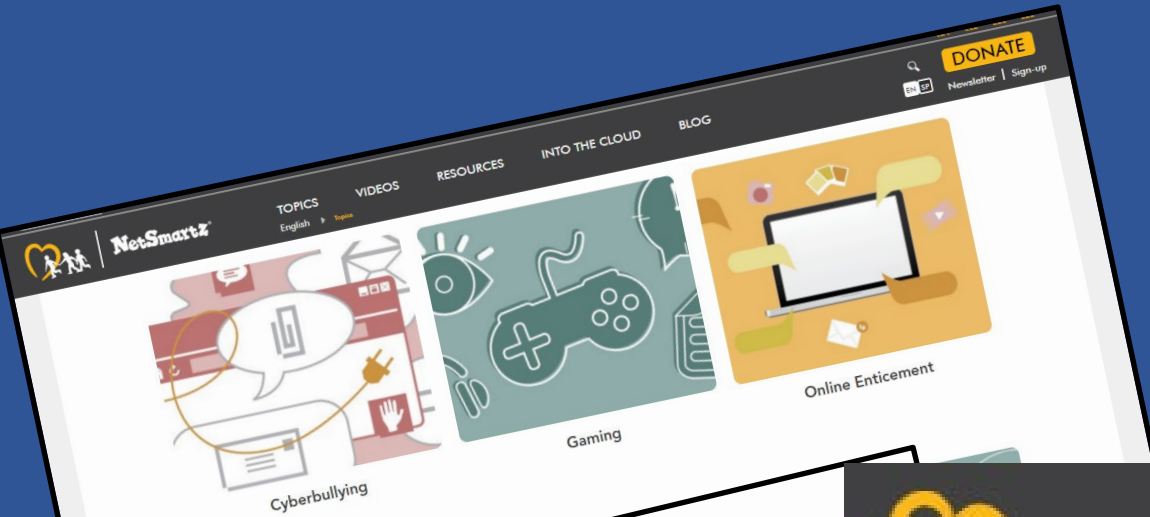 DONATE
EN SP Newsletter | Sign-up
TOPICS VIDEOS RESOURCES INTO THE CLOUD BLOG
English Topics
NetSmartz®
Cyberbullying
Gaming
Online Enticement